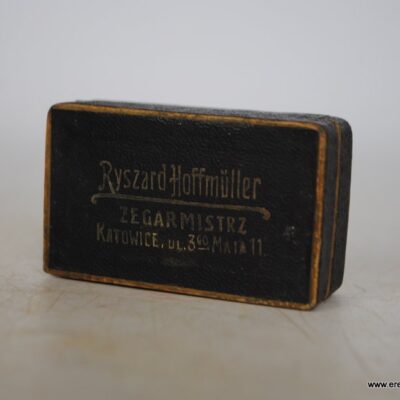 Ryszard Hoffmüller
ZEGARMISTRZ
KATOWICE, UL. 3GO MAJA 11
www.ere